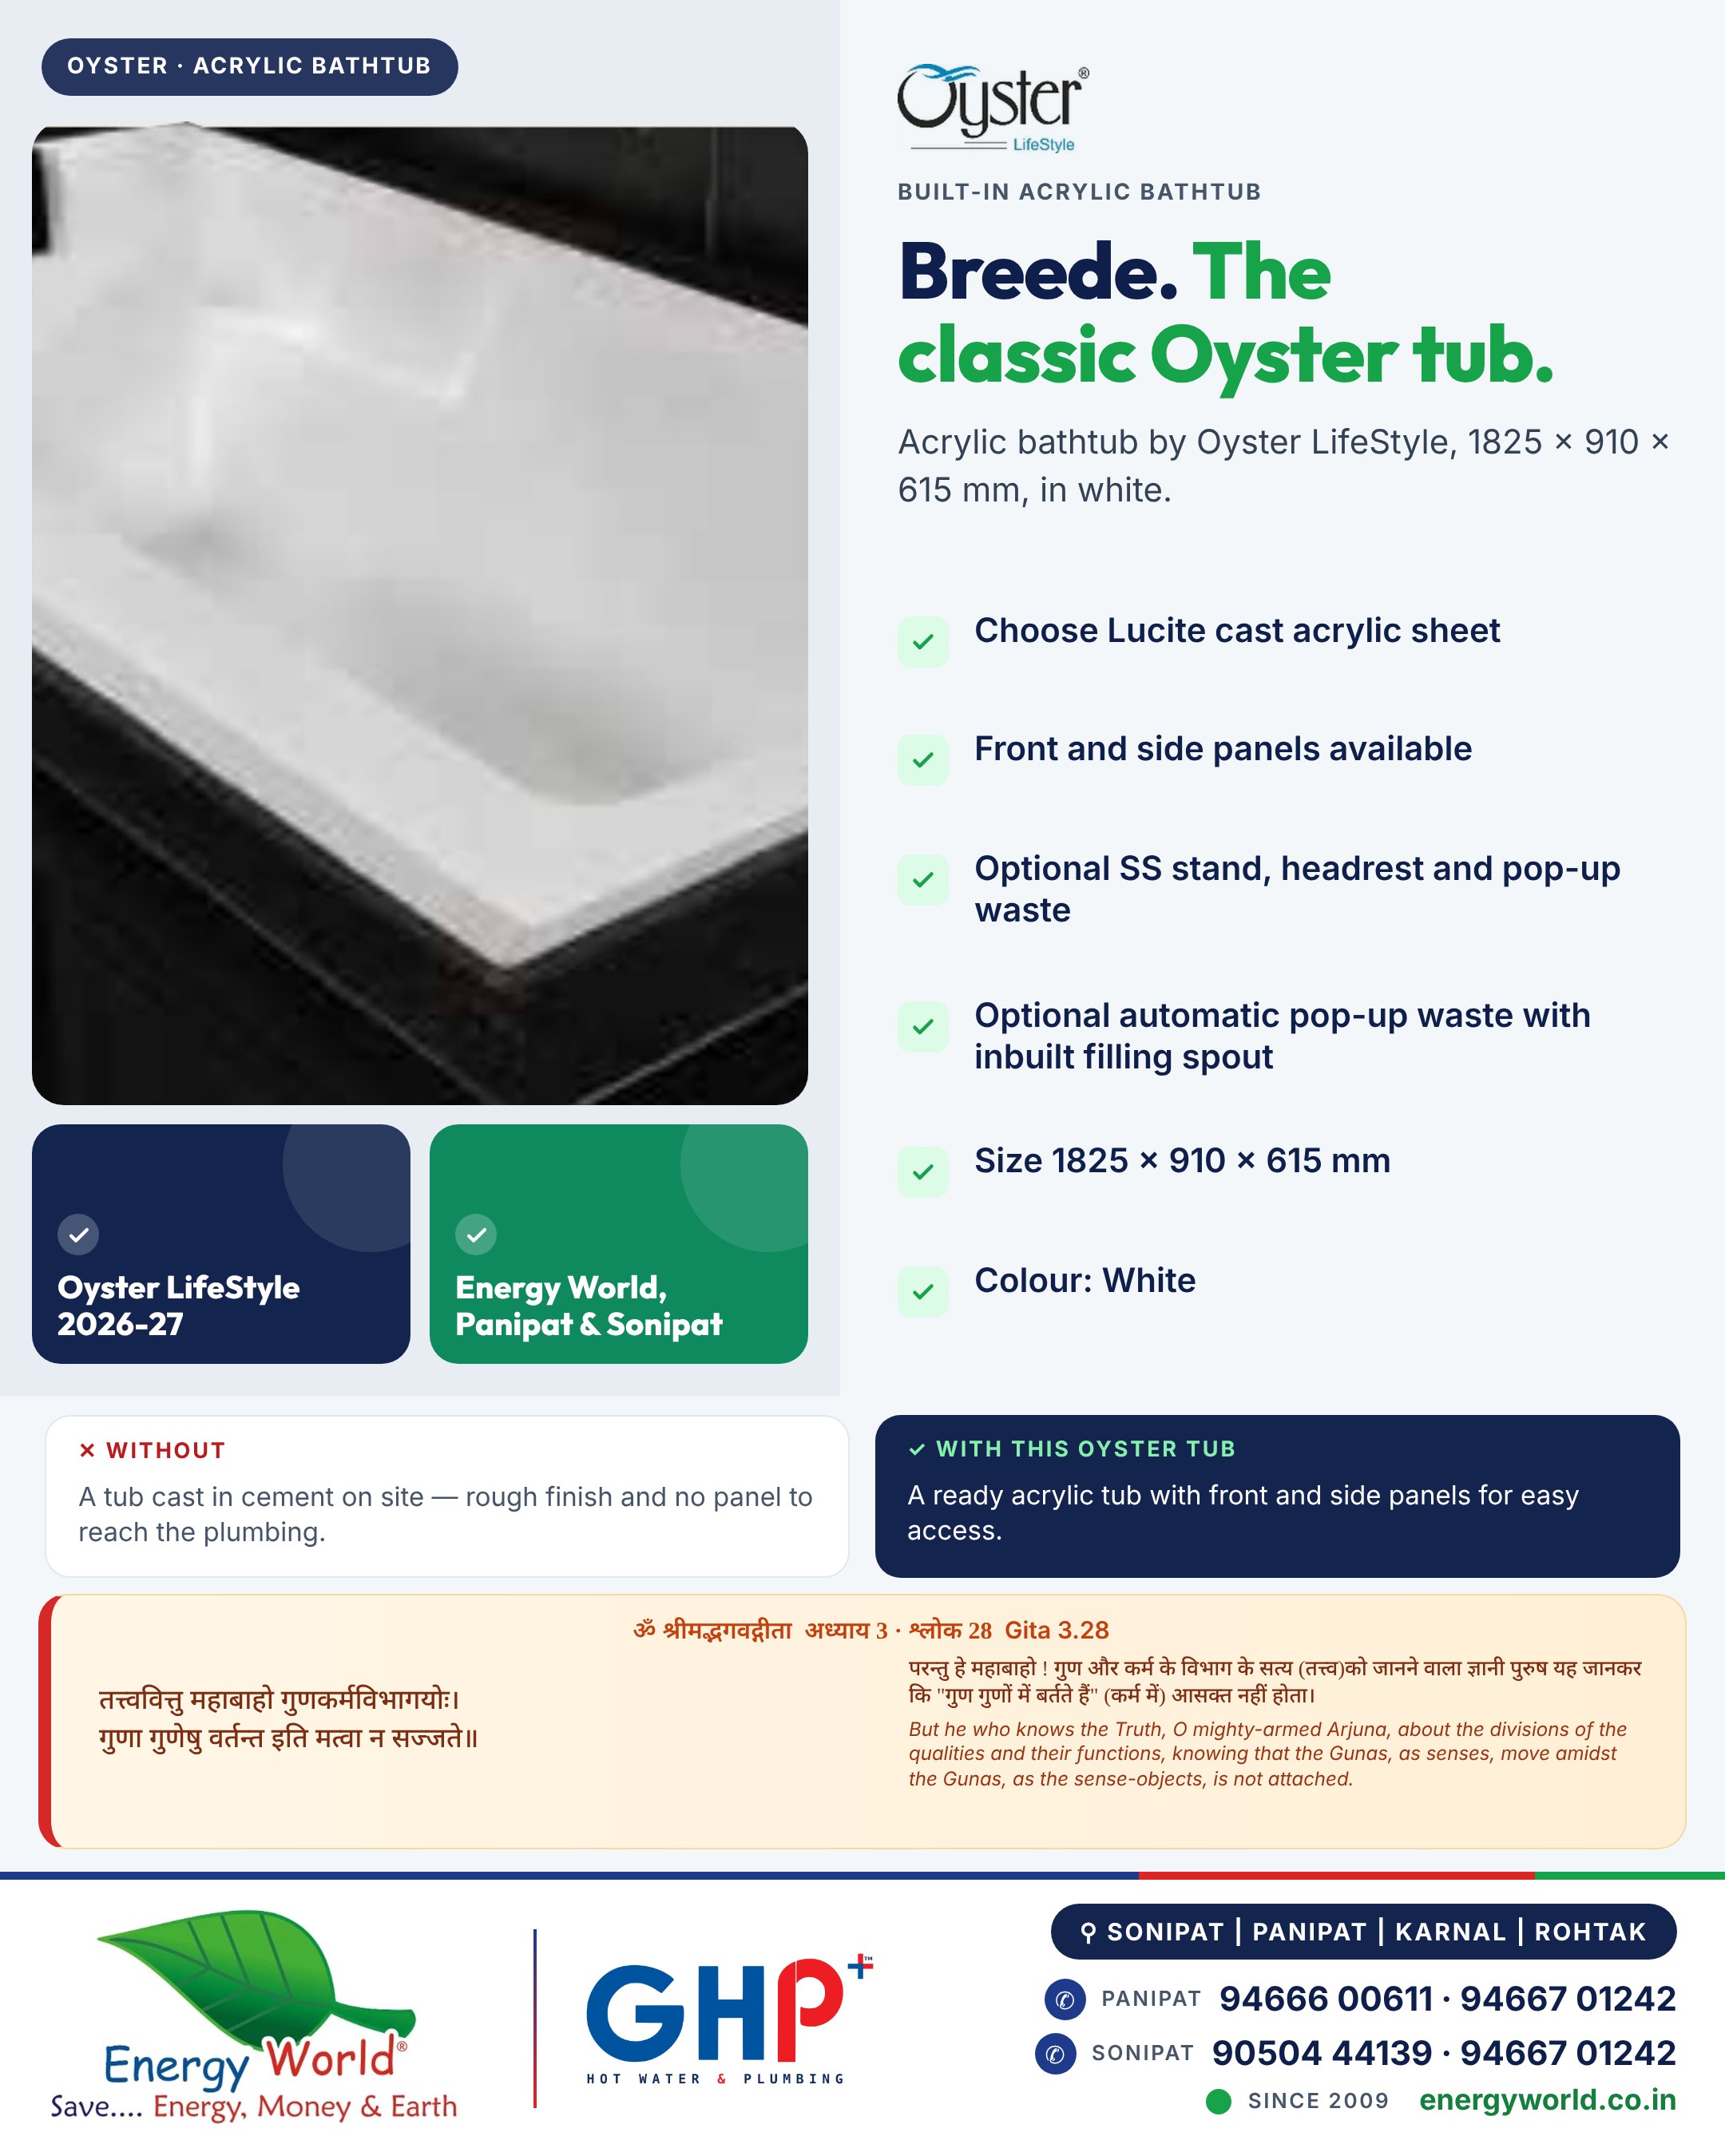 OYSTER · ACRYLIC BATHTUB
Oyster®
LifeStyle
BUILT-IN ACRYLIC BATHTUB
Breede. The
classic Oyster tub.
Acrylic bathtub by Oyster LifeStyle, 1825 × 910 ×
615 mm, in white.
Choose Lucite cast acrylic sheet
Front and side panels available
Optional SS stand, headrest and pop-up
waste
Optional automatic pop-up waste with
inbuilt filling spout
Size 1825 × 910 × 615 mm
Colour: White
Oyster LifeStyle
2026-27
Energy World,
Panipat & Sonipat
× WITHOUT
A tub cast in cement on site — rough finish and no panel to
reach the plumbing.
✓ WITH THIS OYSTER TUB
A ready acrylic tub with front and side panels for easy
access.
ॐ श्रीमद्भगवद्गीता अध्याय 3 · श्लोक 28 Gita 3.28
तत्त्ववित्तु महाबाहो गुणकर्मविभागयोः।
गुणा गुणेषु वर्तन्त इति मत्वा न सज्जते॥
परन्तु हे महाबाहो ! गुण और कर्म के विभाग के सत्य (तत्त्व)को जानने वाला ज्ञानी पुरुष यह जानकर
कि "गुण गुणों में बर्तते हैं" (कर्म में) आसक्त नहीं होता।
But he who knows the Truth, O mighty-armed Arjuna, about the divisions of the
qualities and their functions, knowing that the Gunas, as senses, move amidst
the Gunas, as the sense-objects, is not attached.
Energy World®
Save.... Energy, Money & Earth
GHP+™
HOT WATER & PLUMBING
SONIPAT | PANIPAT | KARNAL | ROHTAK
PANIPAT 94666 00611 · 94667 01242
SONIPAT 90504 44139 · 94667 01242
SINCE 2009 energyworld.co.in